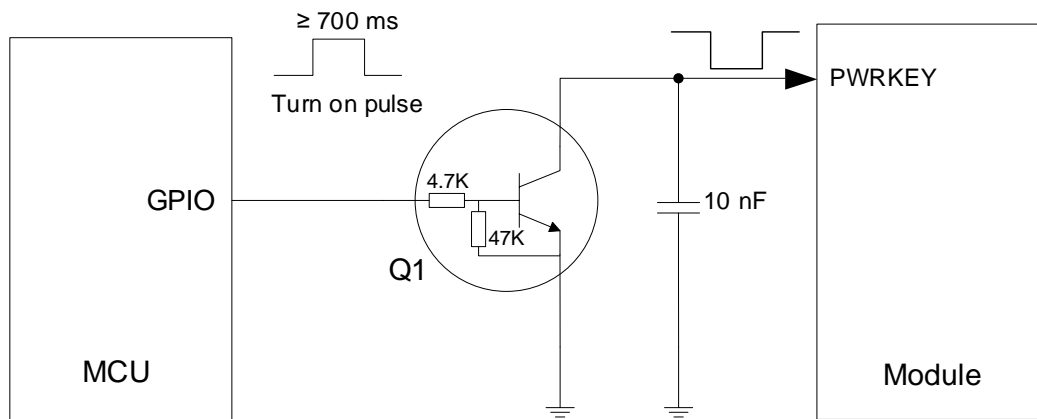 ≥ 700 ms
Turn on pulse
PWRKEY
GPIO
4.7K
47K
10 nF
Q1
MCU
Module